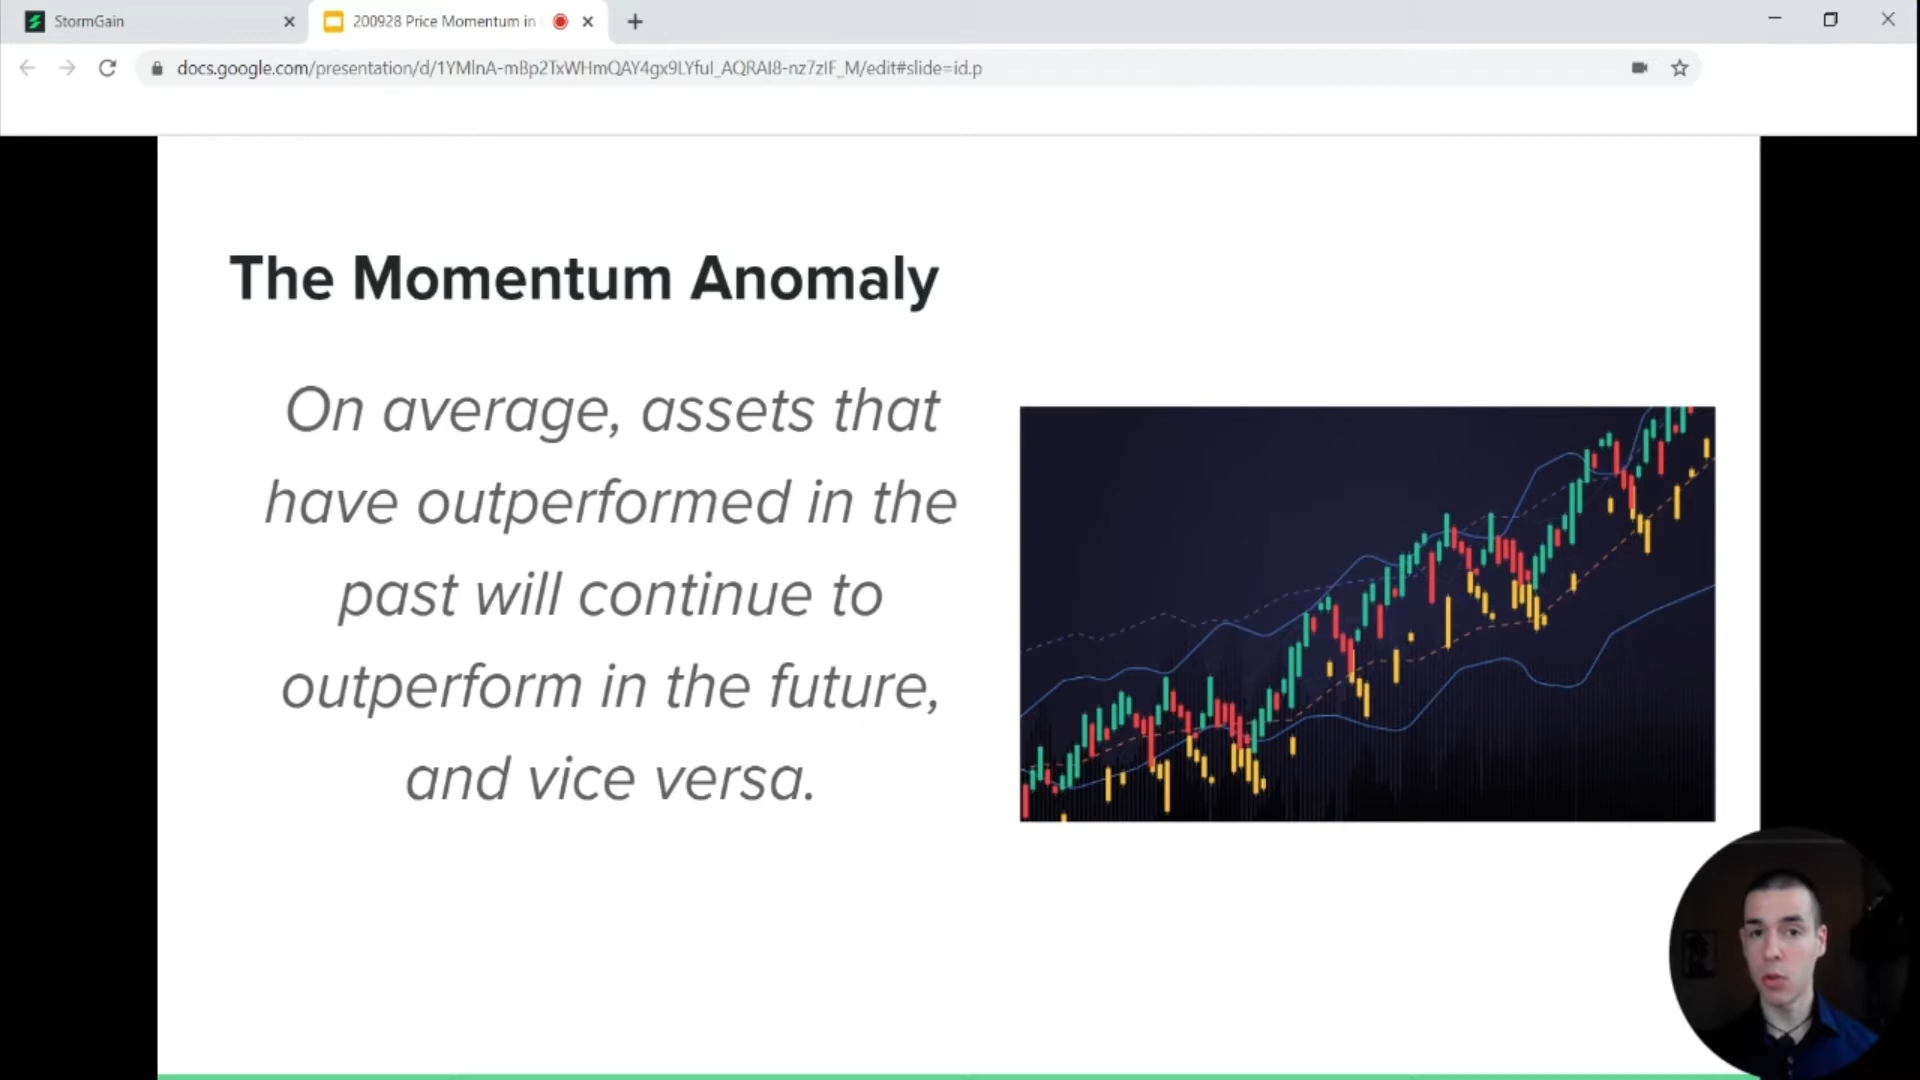 StormGain
200928 Price Momentum in
docs.google.com/presentation/d/1YMlnA-mBp2TxWHmQAY4gx9LYfuI_AQRAI8-nz7zIF_M/edit#slide=id.p
The Momentum Anomaly
On average, assets that
have outperformed in the
past will continue to
outperform in the future,
and vice versa.